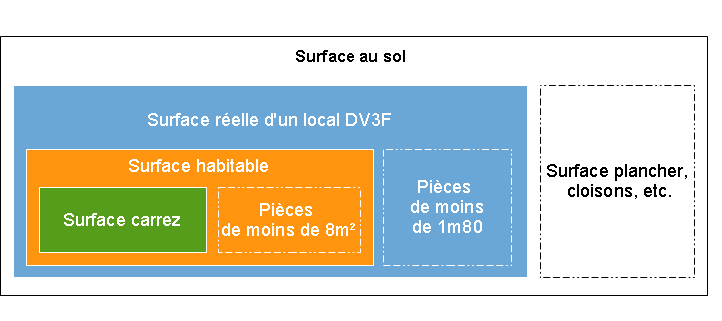 Surface au sol
Surface réelle d'un local DV3F
Surface habitable
Surface carrez
Pièces
de moins de 8m²
Pièces
de moins
de 1m80
Surface plancher,
cloisons, etc.